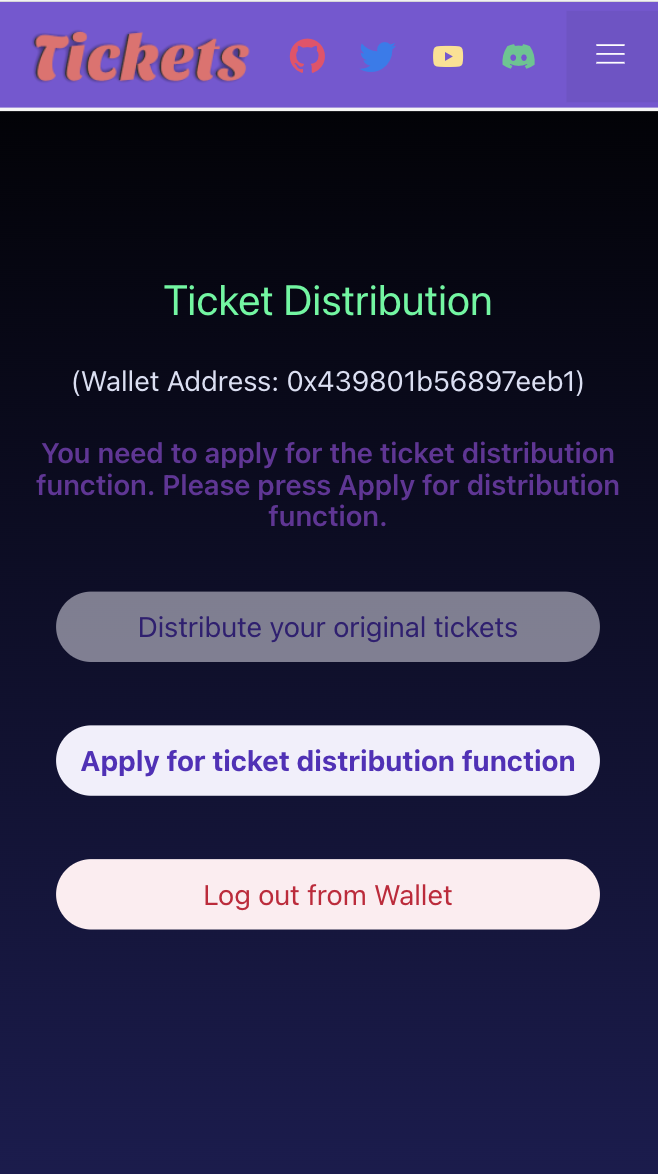 Tickets
Ticket Distribution
(Wallet Address: 0x439801b56897eeb1)
You need to apply for the ticket distribution
function. Please press Apply for distribution
function.
Distribute your original tickets
Apply for ticket distribution function
Log out from Wallet